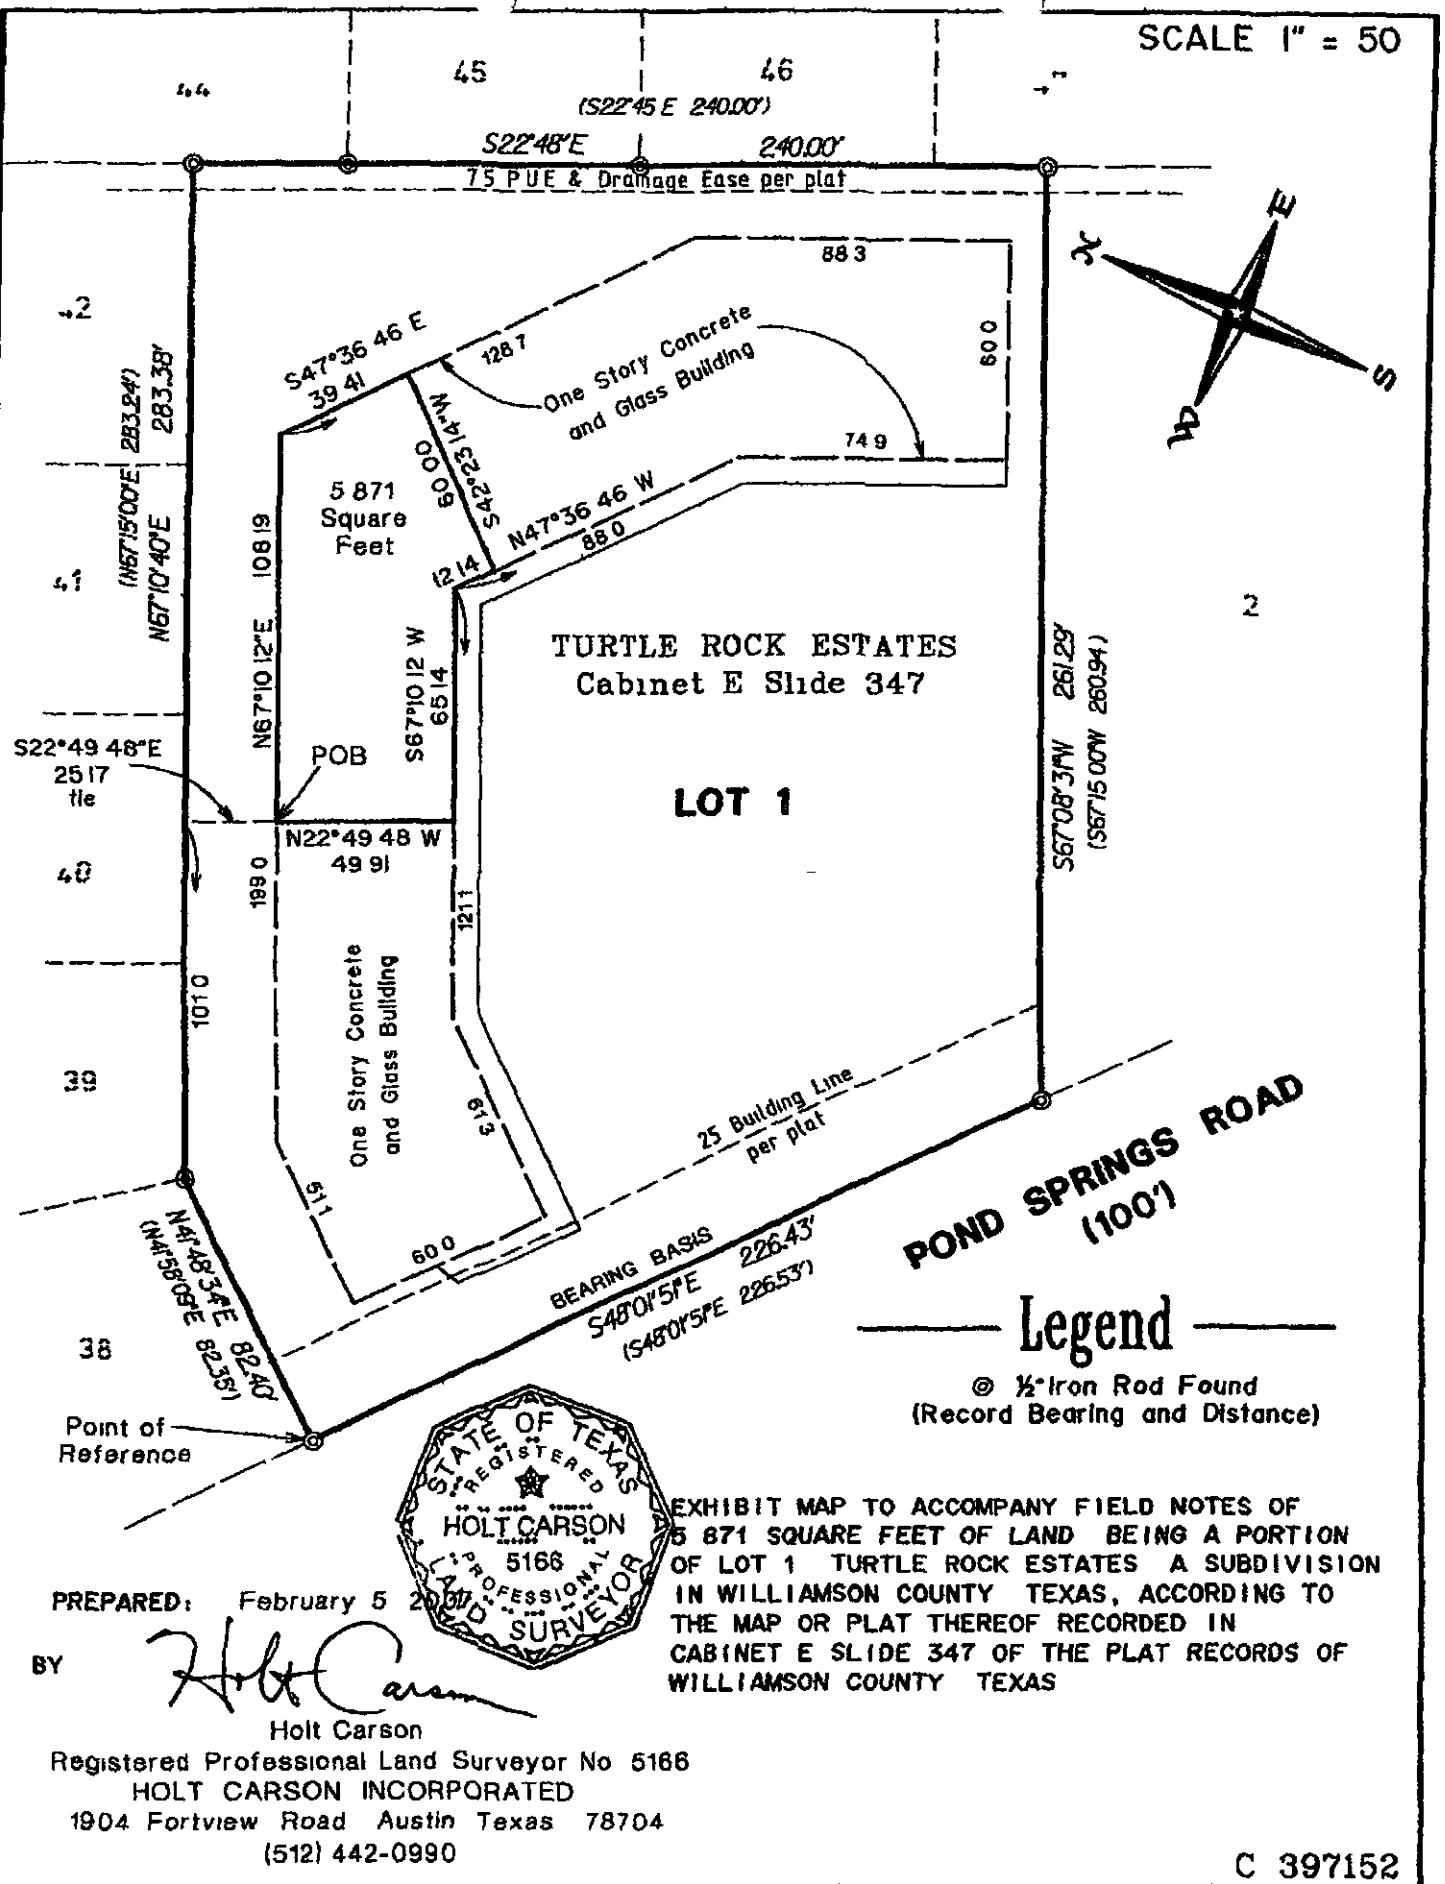 SCALE 1" = 50
44
45
46
(S22°45 E 240.00')
S22°48'E 240.00'
7 5 PUE & Drainage Ease per plat
42
41
40
39
38
2
N
E
S
W
(N67°15'00"E 283.24')
N67°10'40"E 283.38'
S47°36 46 E
39 41
128 7
88 3
60 0
74 9
One Story Concrete
and Glass Building
S42°23 14"W
60 00
N47°36 46 W
88 0
12 14
5 871
Square
Feet
N67°10 12"E 108 19
S67°10 12 W
65 14
TURTLE ROCK ESTATES
Cabinet E Slide 347
LOT 1
S67°08'31"W 261.29'
(S67°15 00"W 260.94')
S22°49 48"E
25 17
tie
POB
N22°49 48 W
49 91
199 0
121 1
101 0
One Story Concrete
and Glass Building
61 3
51 1
60 0
25 Building Line
per plat
POND SPRINGS ROAD
(100')
BEARING BASIS
S48°01'51"E 226.43'
(S48°01'51"E 226.53')
N41°48'34"E 82.40'
(N41°58'09"E 82.35')
Point of
Reference
Legend
½" Iron Rod Found
(Record Bearing and Distance)
STATE OF TEXAS
REGISTERED
HOLT CARSON
5166
PROFESSIONAL
LAND SURVEYOR
EXHIBIT MAP TO ACCOMPANY FIELD NOTES OF
5 871 SQUARE FEET OF LAND BEING A PORTION
OF LOT 1 TURTLE ROCK ESTATES A SUBDIVISION
IN WILLIAMSON COUNTY TEXAS, ACCORDING TO
THE MAP OR PLAT THEREOF RECORDED IN
CABINET E SLIDE 347 OF THE PLAT RECORDS OF
WILLIAMSON COUNTY TEXAS
PREPARED: February 5
BY Holt Carson
Holt Carson
Registered Professional Land Surveyor No 5166
HOLT CARSON INCORPORATED
1904 Fortview Road Austin Texas 78704
(512) 442-0990
C 397152